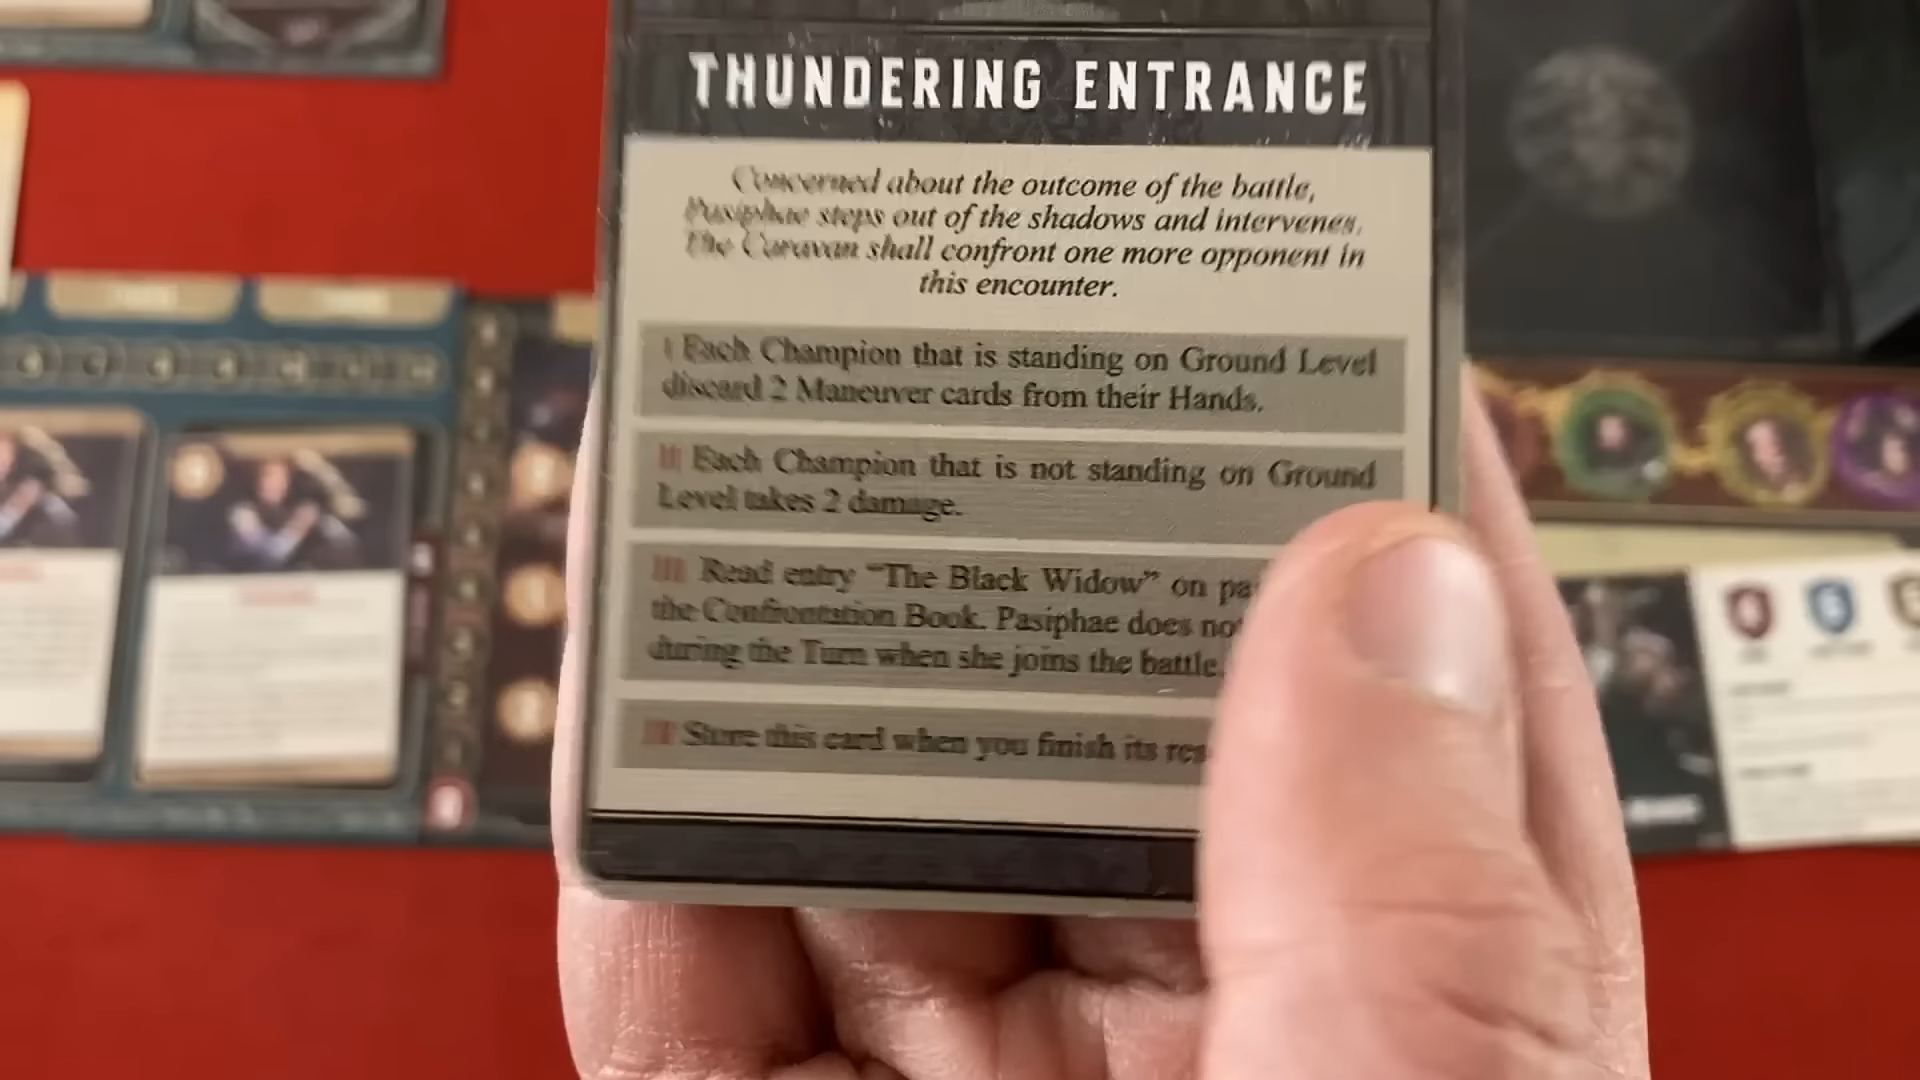 THUNDERING ENTRANCE
Concerned about the outcome of the battle,
Pasiphae steps out of the shadows and intervenes.
The Caravan shall confront one more opponent in
this encounter.
I Each Champion that is standing on Ground Level
discard 2 Maneuver cards from their Hands.
II Each Champion that is not standing on Ground
Level takes 2 damage.
III Read entry “The Black Widow” on
the Confrontation Book. Pasiphae does
during the Turn when she joins the battle.
Store this card when you finish its